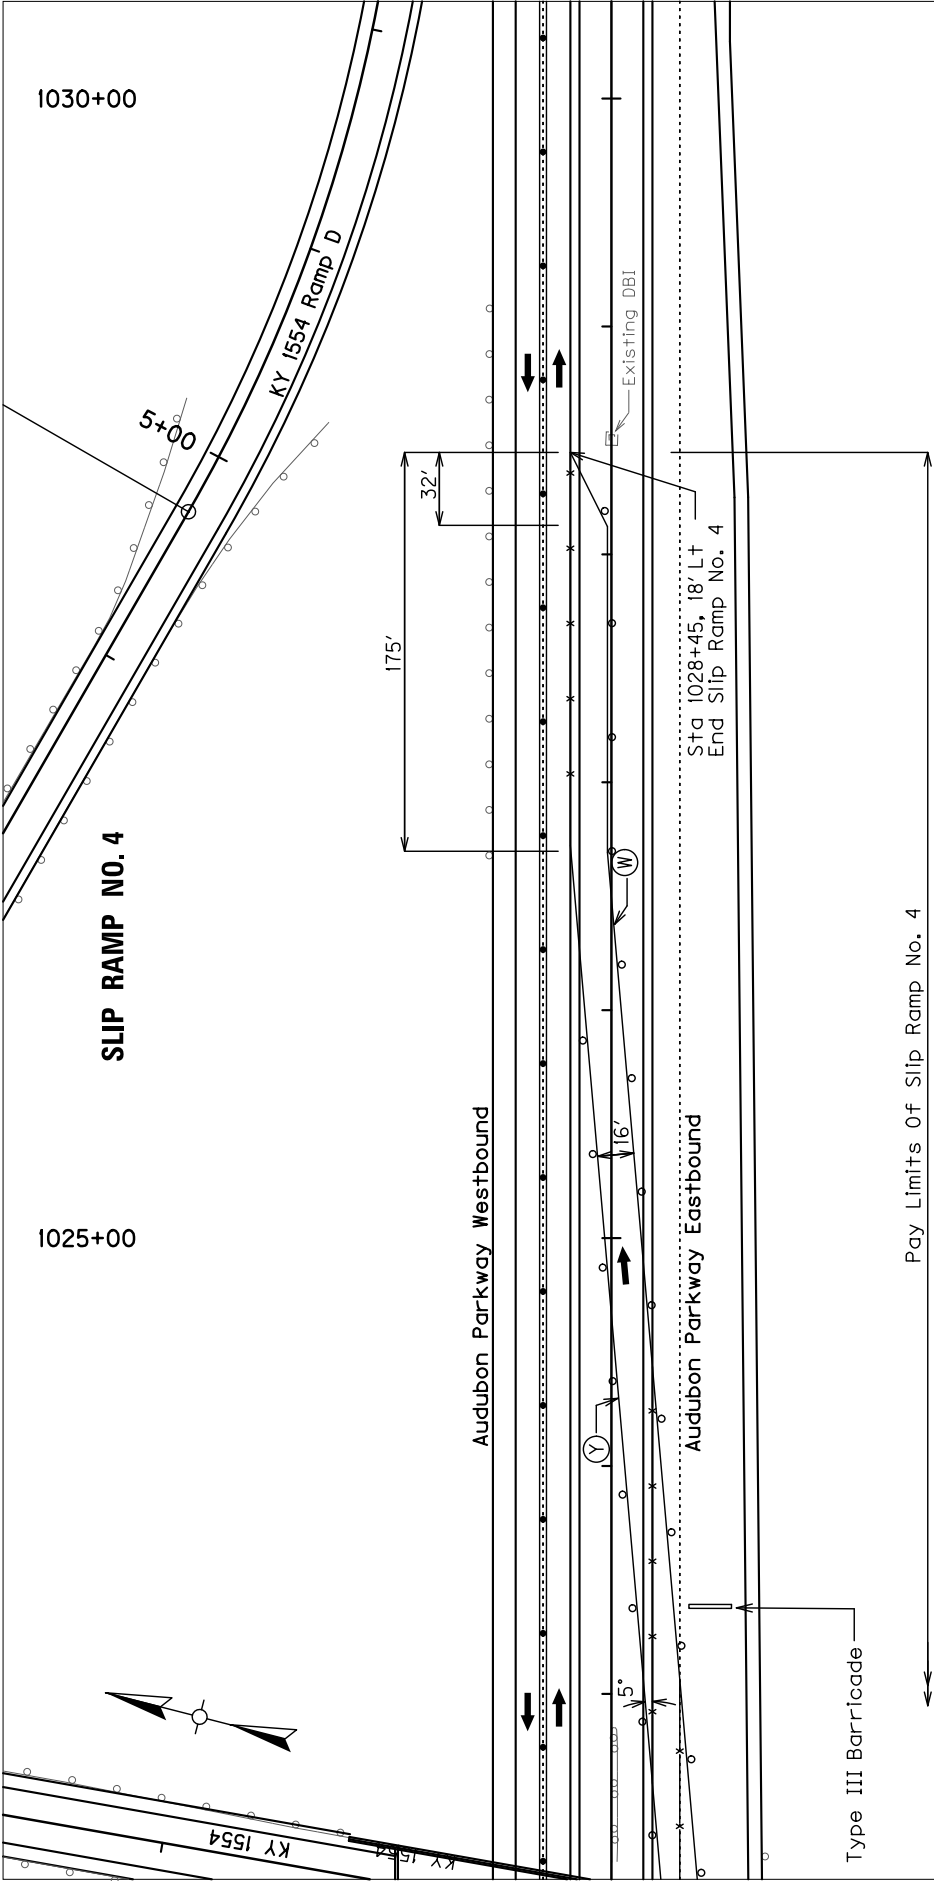 1030+00
KY 1554 Ramp D
5+00
Existing DBI
32'
175'
Sta 1028+45, 18' Lt
End Slip Ramp No. 4
SLIP RAMP NO. 4
W
Pay Limits Of Slip Ramp No. 4
16'
Audubon Parkway Westbound
Audubon Parkway Eastbound
1025+00
Y
5°
Type III Barricade
KY 1554
KY 1554